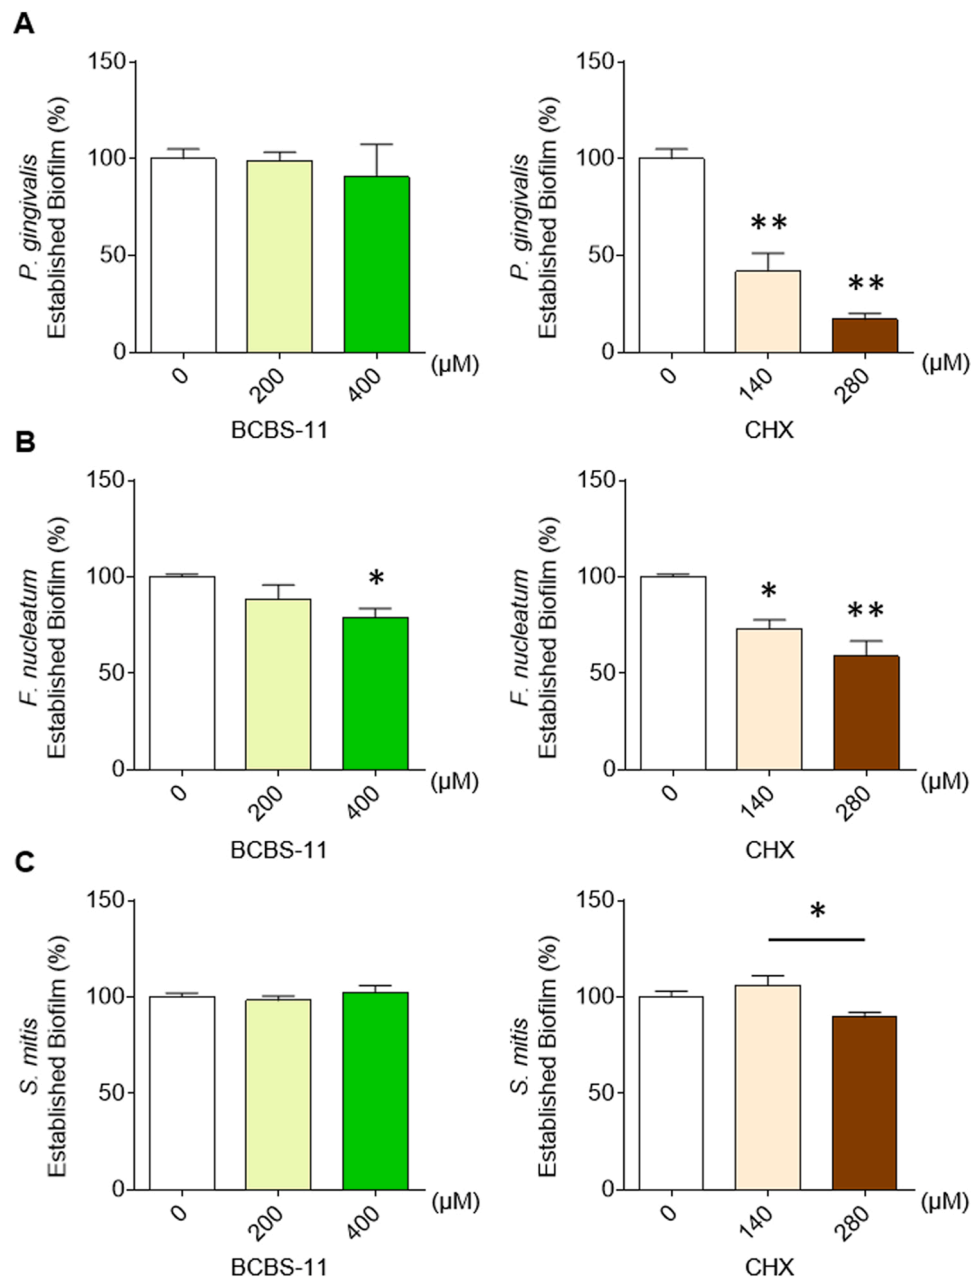 A
P. gingivalis
Established Biofilm (%)
150
100
50
0
0
200
400
(µM)
BCBS-11
P. gingivalis
Established Biofilm (%)
150
100
50
0
**
**
0
140
280
(µM)
CHX
B
F. nucleatum
Established Biofilm (%)
150
100
50
0
*
0
200
400
(µM)
BCBS-11
F. nucleatum
Established Biofilm (%)
150
100
50
0
*
**
0
140
280
(µM)
CHX
C
S. mitis
Established Biofilm (%)
150
100
50
0
0
200
400
(µM)
BCBS-11
S. mitis
Established Biofilm (%)
150
100
50
0
*
0
140
280
(µM)
CHX